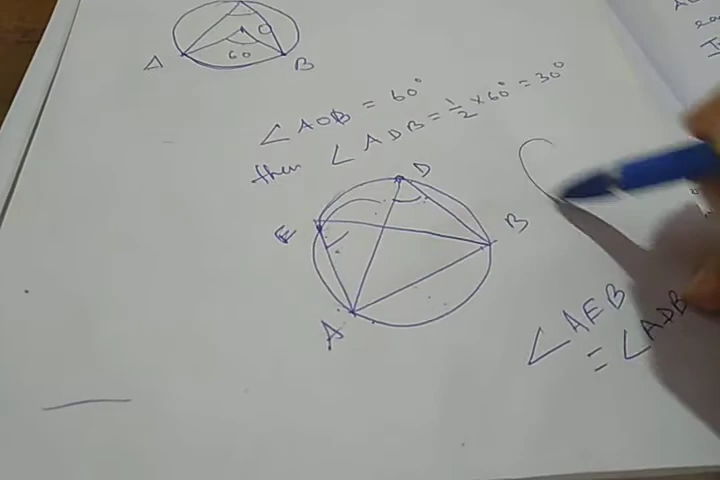 O
60
A
B
∠AOB = 60°
then ∠ADB = 1/2 × 60° = 30°
D
E
B
A
∠AEB
= ∠ADB